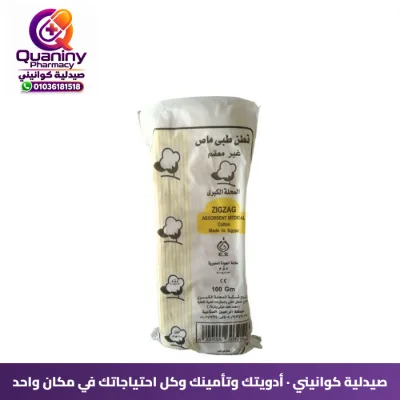 Quaniny
Pharmacy
صيدلية كوانيني
01036181518
قطن طبي ماص
غير معقم
المحلة الكبرى
ZIGZAG
ABSORBENT MEDICAL
Cotton
Made in Egypt
100 Gm
صيدلية كوانيني - أدويتك وتأمينك وكل احتياجاتك في مكان واحد